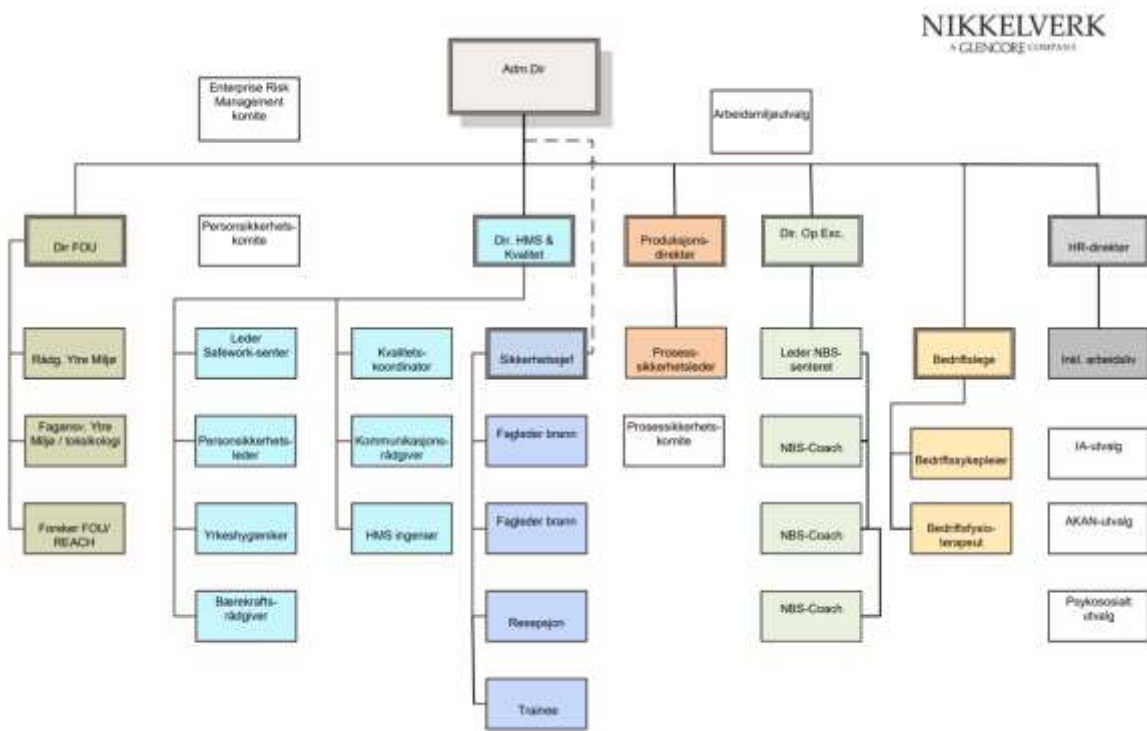 NIKKELVERK
A GLENCORE COMPANY
Adm.Dir
Enterprise Risk
Management
komite
Arbeidsmiljøutvalg
Dir FOU
Personsikkerhets-
komite
Dir. HMS &
Kvalitet
Produksjons-
direktør
Dir. Op.Exc.
HR-direktør
Rådg. Ytre Miljø
Leder
Safework-senter
Kvalitets-
koordinator
Sikkerhetssjef
Prosess-
sikkerhetsleder
Leder NBS-
senteret
Bedriftslege
Inkl. arbeidsliv
Fagansv. Ytre
Miljø / toksikologi
Personsikkerhets-
leder
Kommunikasjons-
rådgiver
Fagleder brann
Prosessikkerhets-
komite
NBS-Coach
Bedriftssykepleier
IA-utvalg
Forsker FOU/
REACH
Yrkeshygieniker
HMS ingeniør
Fagleder brann
NBS-Coach
Bedriftsfysio-
terapeut
AKAN-utvalg
Bærekrafts-
rådgiver
Resepsjon
NBS-Coach
Psykososialt
utvalg
Trainee